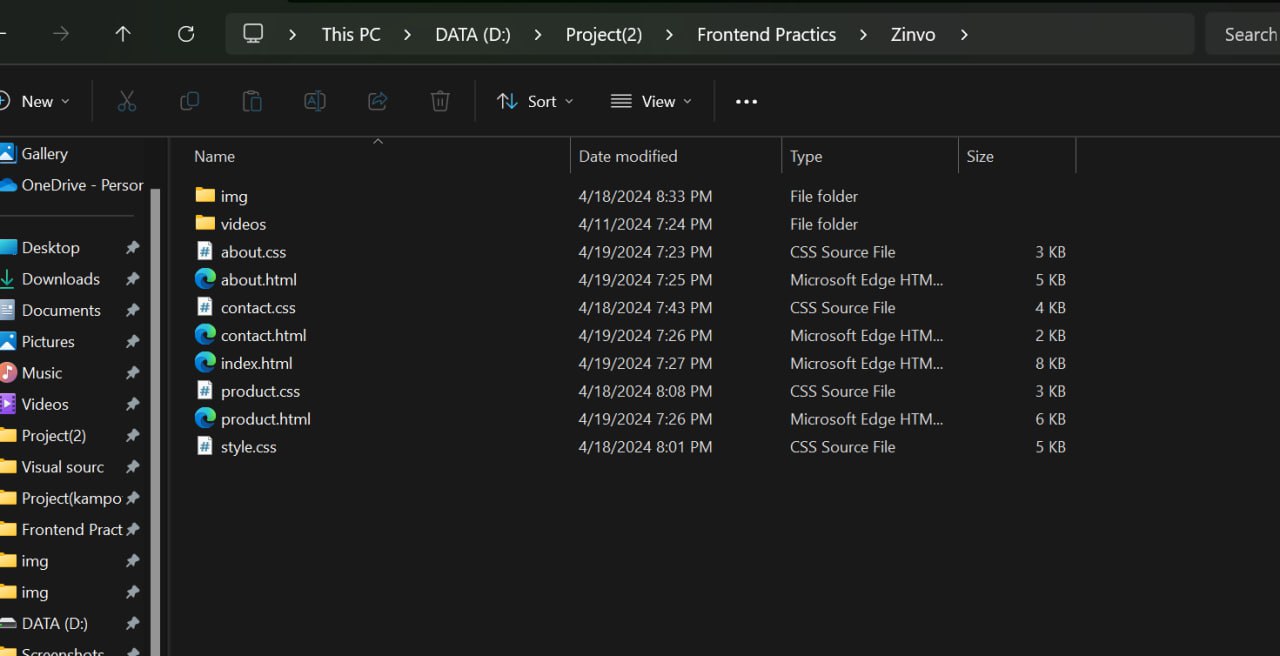 This PC > DATA (D:) > Project(2) > Frontend Practics > Zinvo >
Search
New
Sort
View
Gallery
OneDrive - Persor
Desktop
Downloads
Documents
Pictures
Music
Videos
Project(2)
Visual sourc
Project(kampo
Frontend Pract
img
img
DATA (D:)
Screenshots
Name Date modified Type Size
img 4/18/2024 8:33 PM File folder
videos 4/11/2024 7:24 PM File folder
about.css 4/19/2024 7:23 PM CSS Source File 3 KB
about.html 4/19/2024 7:25 PM Microsoft Edge HTM... 5 KB
contact.css 4/18/2024 7:43 PM CSS Source File 4 KB
contact.html 4/19/2024 7:26 PM Microsoft Edge HTM... 2 KB
index.html 4/19/2024 7:27 PM Microsoft Edge HTM... 8 KB
product.css 4/18/2024 8:08 PM CSS Source File 3 KB
product.html 4/19/2024 7:26 PM Microsoft Edge HTM... 6 KB
style.css 4/18/2024 8:01 PM CSS Source File 5 KB